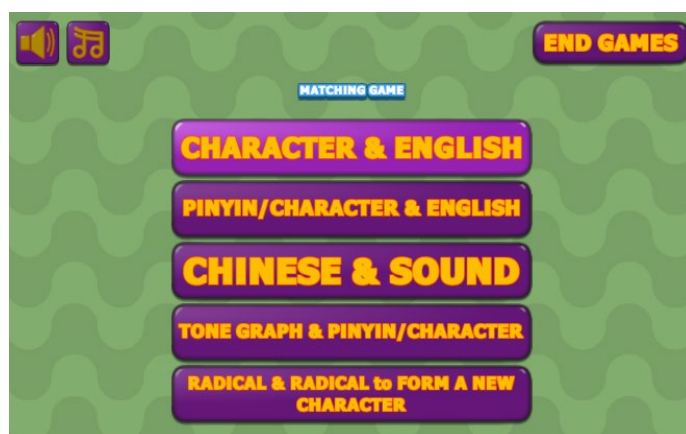 END GAMES
MATCHING GAME
CHARACTER & ENGLISH
PINYIN/CHARACTER & ENGLISH
CHINESE & SOUND
TONE GRAPH & PINYIN/CHARACTER
RADICAL & RADICAL to FORM A NEW
CHARACTER